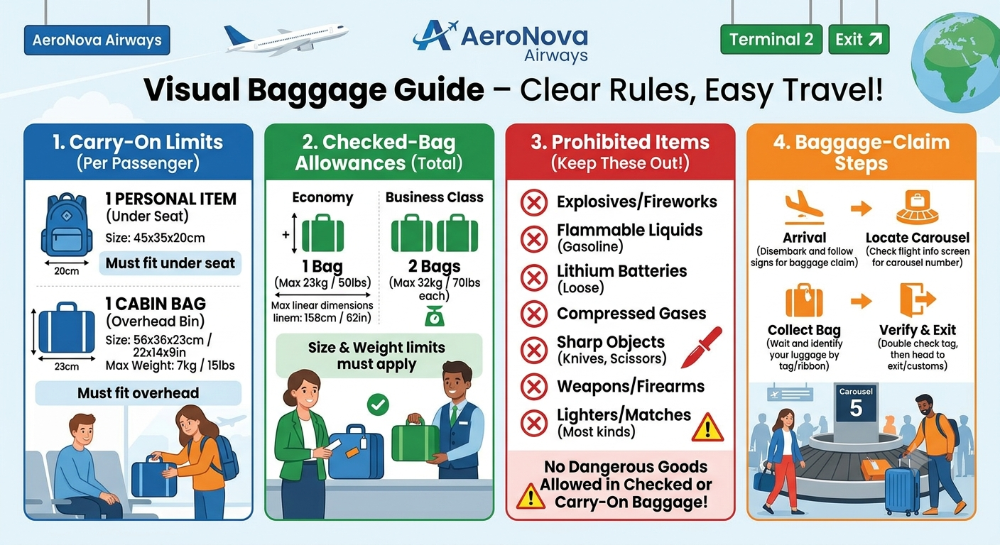 AeroNova Airways
AeroNova
Airways
Terminal 2
Exit
Visual Baggage Guide – Clear Rules, Easy Travel!
1. Carry-On Limits
(Per Passenger)
1 PERSONAL ITEM
(Under Seat)
Size: 45x35x20cm
20cm
Must fit under seat
1 CABIN BAG
(Overhead Bin)
Size: 56x36x23cm /
22x14x9in
Max Weight: 7kg / 15lbs
23cm
Must fit overhead
2. Checked-Bag
Allowances (Total)
Economy
+
1 Bag
(Max 23kg / 50lbs)
Max linear dimensions
linem: 158cm / 62in)
Business Class
2 Bags
(Max 32kg / 70lbs
each)
Size & Weight limits
must apply
3. Prohibited Items
(Keep These Out!)
Explosives/Fireworks
Flammable Liquids
(Gasoline)
Lithium Batteries
(Loose)
Compressed Gases
Sharp Objects
(Knives, Scissors)
Weapons/Firearms
Lighters/Matches
(Most kinds)
No Dangerous Goods
Allowed in Checked or
Carry-On Baggage!
4. Baggage-Claim
Steps
Arrival
(Disembark and follow
signs for baggage claim)
Locate Carousel
(Check flight info screen
for carousel number)
Collect Bag
(Wait and identify
your luggage by
tag/ribbon)
Verify & Exit
(Double check tag,
then head to
exit/customs)
Carousel
5